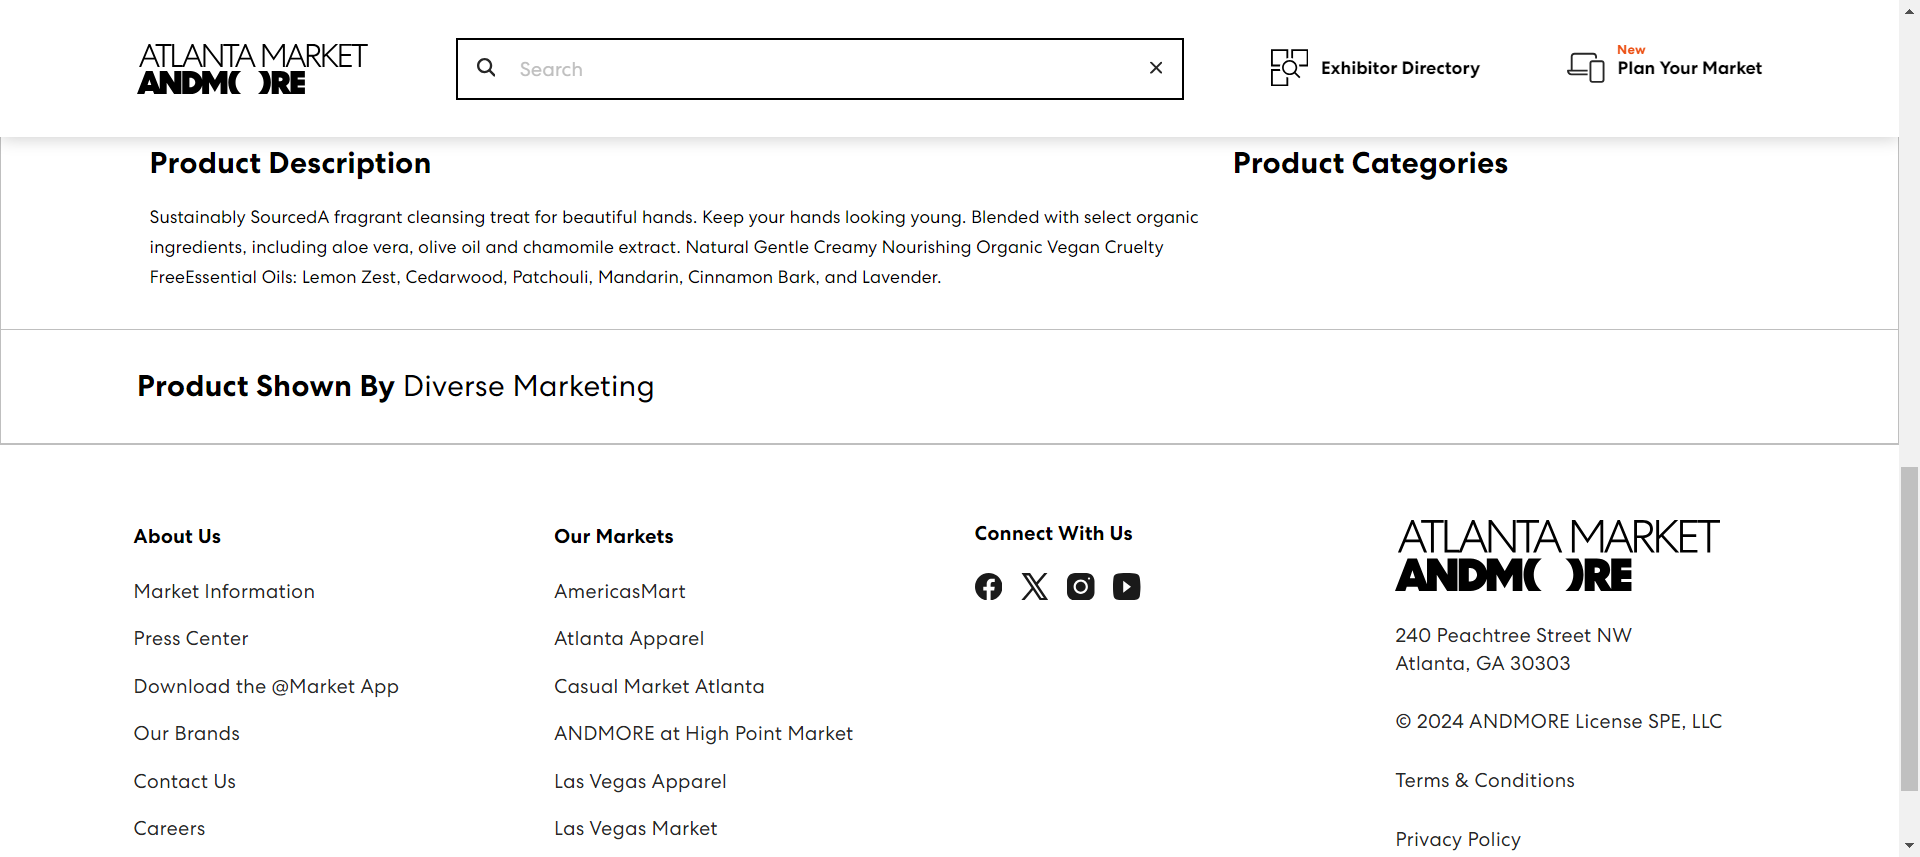 ATLANTA MARKET
ANDM( )RE
Search
Exhibitor Directory
New
Plan Your Market
Product Description
Sustainably SourcedA fragrant cleansing treat for beautiful hands. Keep your hands looking young. Blended with select organic
ingredients, including aloe vera, olive oil and chamomile extract. Natural Gentle Creamy Nourishing Organic Vegan Cruelty
FreeEssential Oils: Lemon Zest, Cedarwood, Patchouli, Mandarin, Cinnamon Bark, and Lavender.
Product Categories
Product Shown By Diverse Marketing
About Us
Market Information
Press Center
Download the @Market App
Our Brands
Contact Us
Careers
Our Markets
AmericasMart
Atlanta Apparel
Casual Market Atlanta
ANDMORE at High Point Market
Las Vegas Apparel
Las Vegas Market
Connect With Us
ATLANTA MARKET
ANDM( )RE
240 Peachtree Street NW
Atlanta, GA 30303
© 2024 ANDMORE License SPE, LLC
Terms & Conditions
Privacy Policy